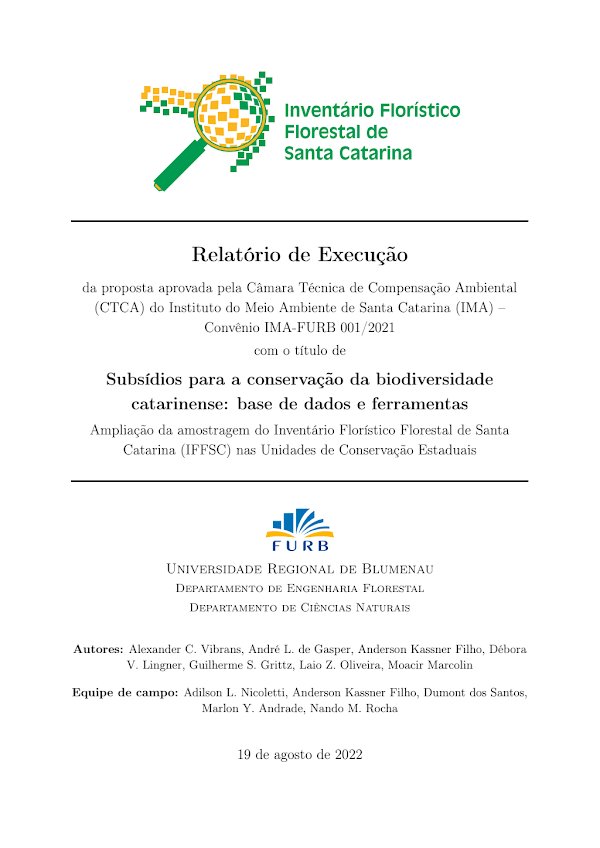 Inventário Florístico
Florestal de
Santa Catarina
Relatório de Execução
da proposta aprovada pela Câmara Técnica de Compensação Ambiental
(CTCA) do Instituto do Meio Ambiente de Santa Catarina (IMA) –
Convênio IMA-FURB 001/2021
com o título de
Subsídios para a conservação da biodiversidade
catarinense: base de dados e ferramentas
Ampliação da amostragem do Inventário Florístico Florestal de Santa
Catarina (IFFSC) nas Unidades de Conservação Estaduais
FURB
Universidade Regional de Blumenau
Departamento de Engenharia Florestal
Departamento de Ciências Naturais
Autores: Alexander C. Vibrans, André L. de Gasper, Anderson Kassner Filho, Débora
V. Lingner, Guilherme S. Grittz, Laio Z. Oliveira, Moacir Marcolin
Equipe de campo: Adilson L. Nicoletti, Anderson Kassner Filho, Dumont dos Santos,
Marlon Y. Andrade, Nando M. Rocha
19 de agosto de 2022